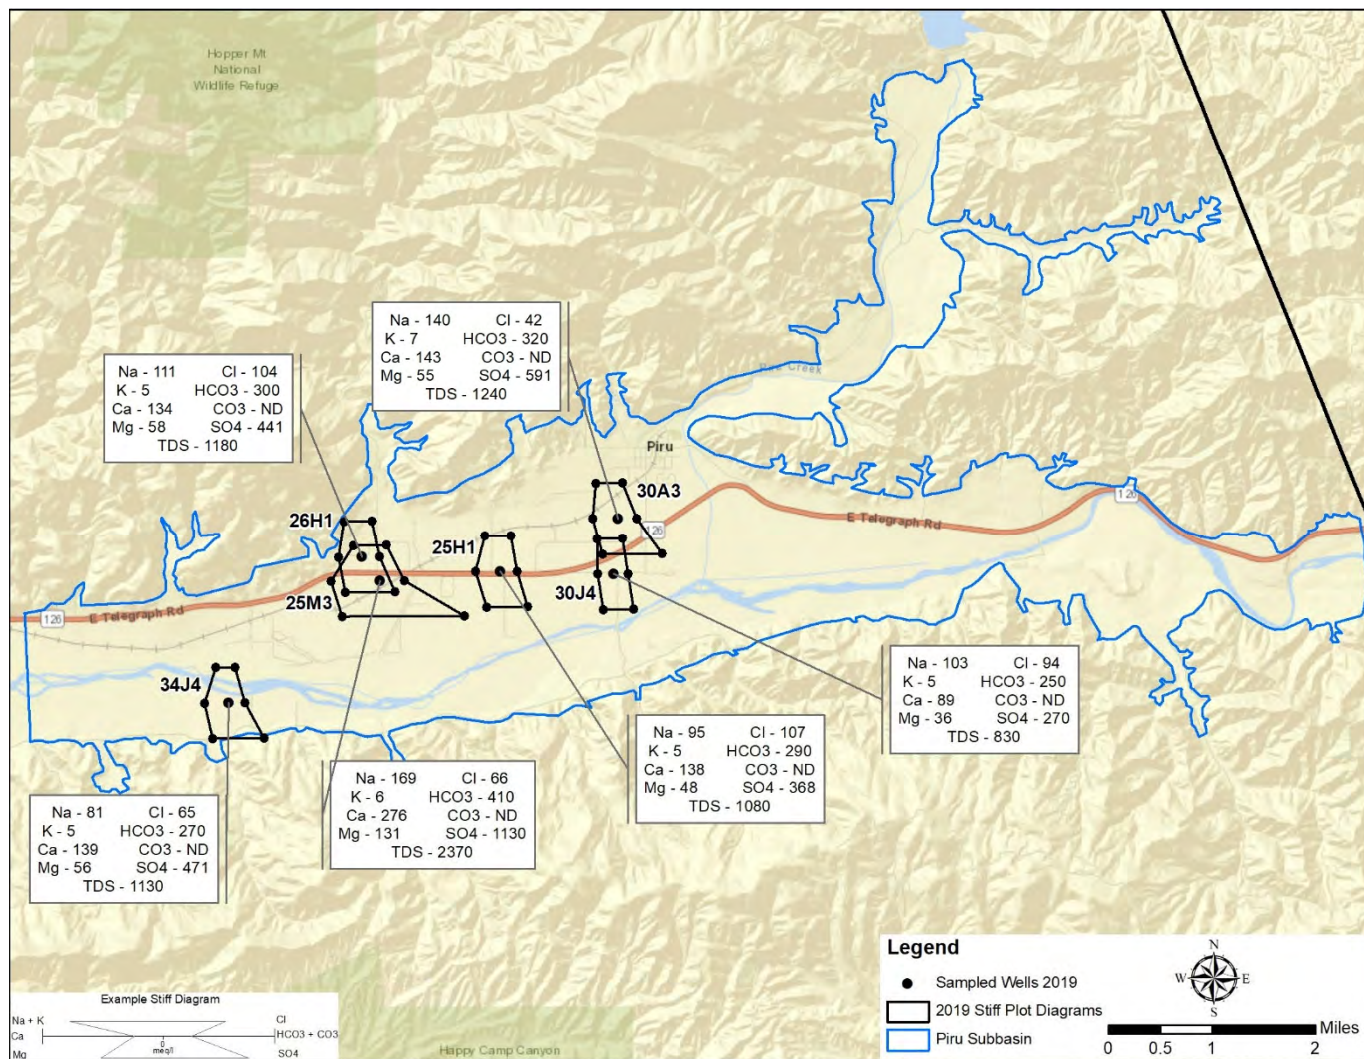 Hopper Mt
National
Wildlife Refuge
Na - 140 Cl - 42
K - 7 HCO3 - 320
Ca - 143 CO3 - ND
Mg - 55 SO4 - 591
TDS - 1240
Na - 111 Cl - 104
K - 5 HCO3 - 300
Ca - 134 CO3 - ND
Mg - 58 SO4 - 441
TDS - 1180
Creek
Piru
30A3
126
26H1
25H1
126
E Telegraph Rd
25M3
30J4
126
E Telegraph Rd
34J4
Na - 103 Cl - 94
K - 5 HCO3 - 250
Ca - 89 CO3 - ND
Mg - 36 SO4 - 270
TDS - 830
Na - 95 Cl - 107
K - 5 HCO3 - 290
Ca - 138 CO3 - ND
Mg - 48 SO4 - 368
TDS - 1080
Na - 169 Cl - 66
K - 6 HCO3 - 410
Ca - 276 CO3 - ND
Mg - 131 SO4 - 1130
TDS - 2370
Na - 81 Cl - 65
K - 5 HCO3 - 270
Ca - 139 CO3 - ND
Mg - 56 SO4 - 471
TDS - 1130
Legend
Sampled Wells 2019
2019 Stiff Plot Diagrams
Piru Subbasin
N
W E
S
Miles
0 0.5 1 2
Example Stiff Diagram
Na + K Cl
Ca 0 HCO3 + CO3
meq/l
Mg SO4
Happy Camp Canyon